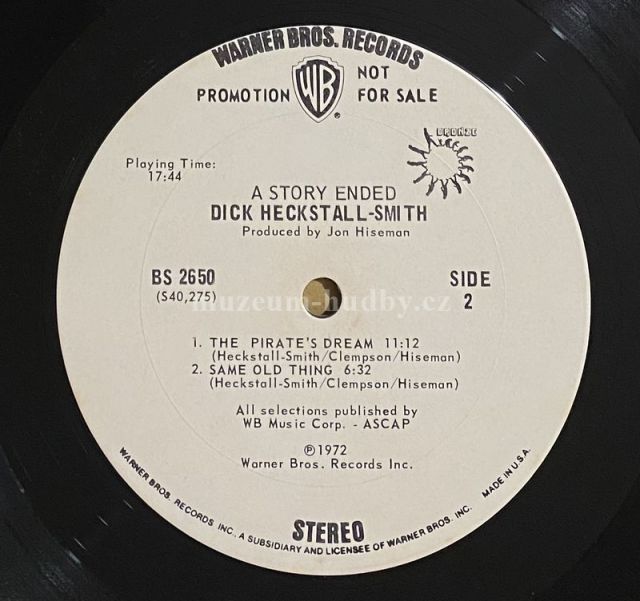 WARNER BROS. RECORDS
PROMOTION WB NOT FOR SALE
®
BRONZE
Playing Time:
17:44
A STORY ENDED
DICK HECKSTALL-SMITH
Produced by Jon Hiseman
BS 2650
(S40,275)
SIDE
2
muzeum-hudby.cz
1. THE PIRATE'S DREAM 11:12
(Heckstall-Smith/Clempson/Hiseman)
2. SAME OLD THING 6:32
(Heckstall-Smith/Clempson/Hiseman)
All selections published by
WB Music Corp. - ASCAP
℗1972
Warner Bros. Records Inc.
STEREO
WARNER BROS. RECORDS INC., A SUBSIDIARY AND LICENSEE OF WARNER BROS. INC. MADE IN U.S.A.